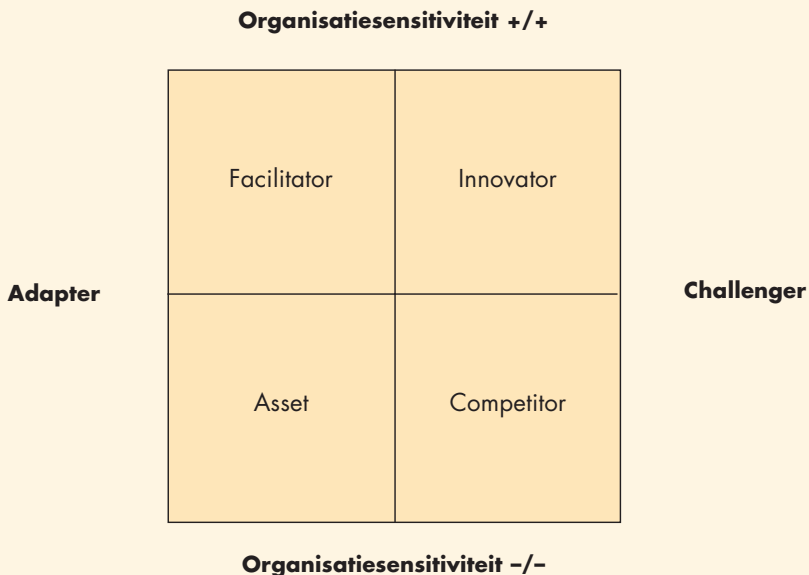 Organisatiesensitiviteit +/+
Facilitator
Innovator
Adapter
Challenger
Asset
Competitor
Organisatiesensitiviteit –/–